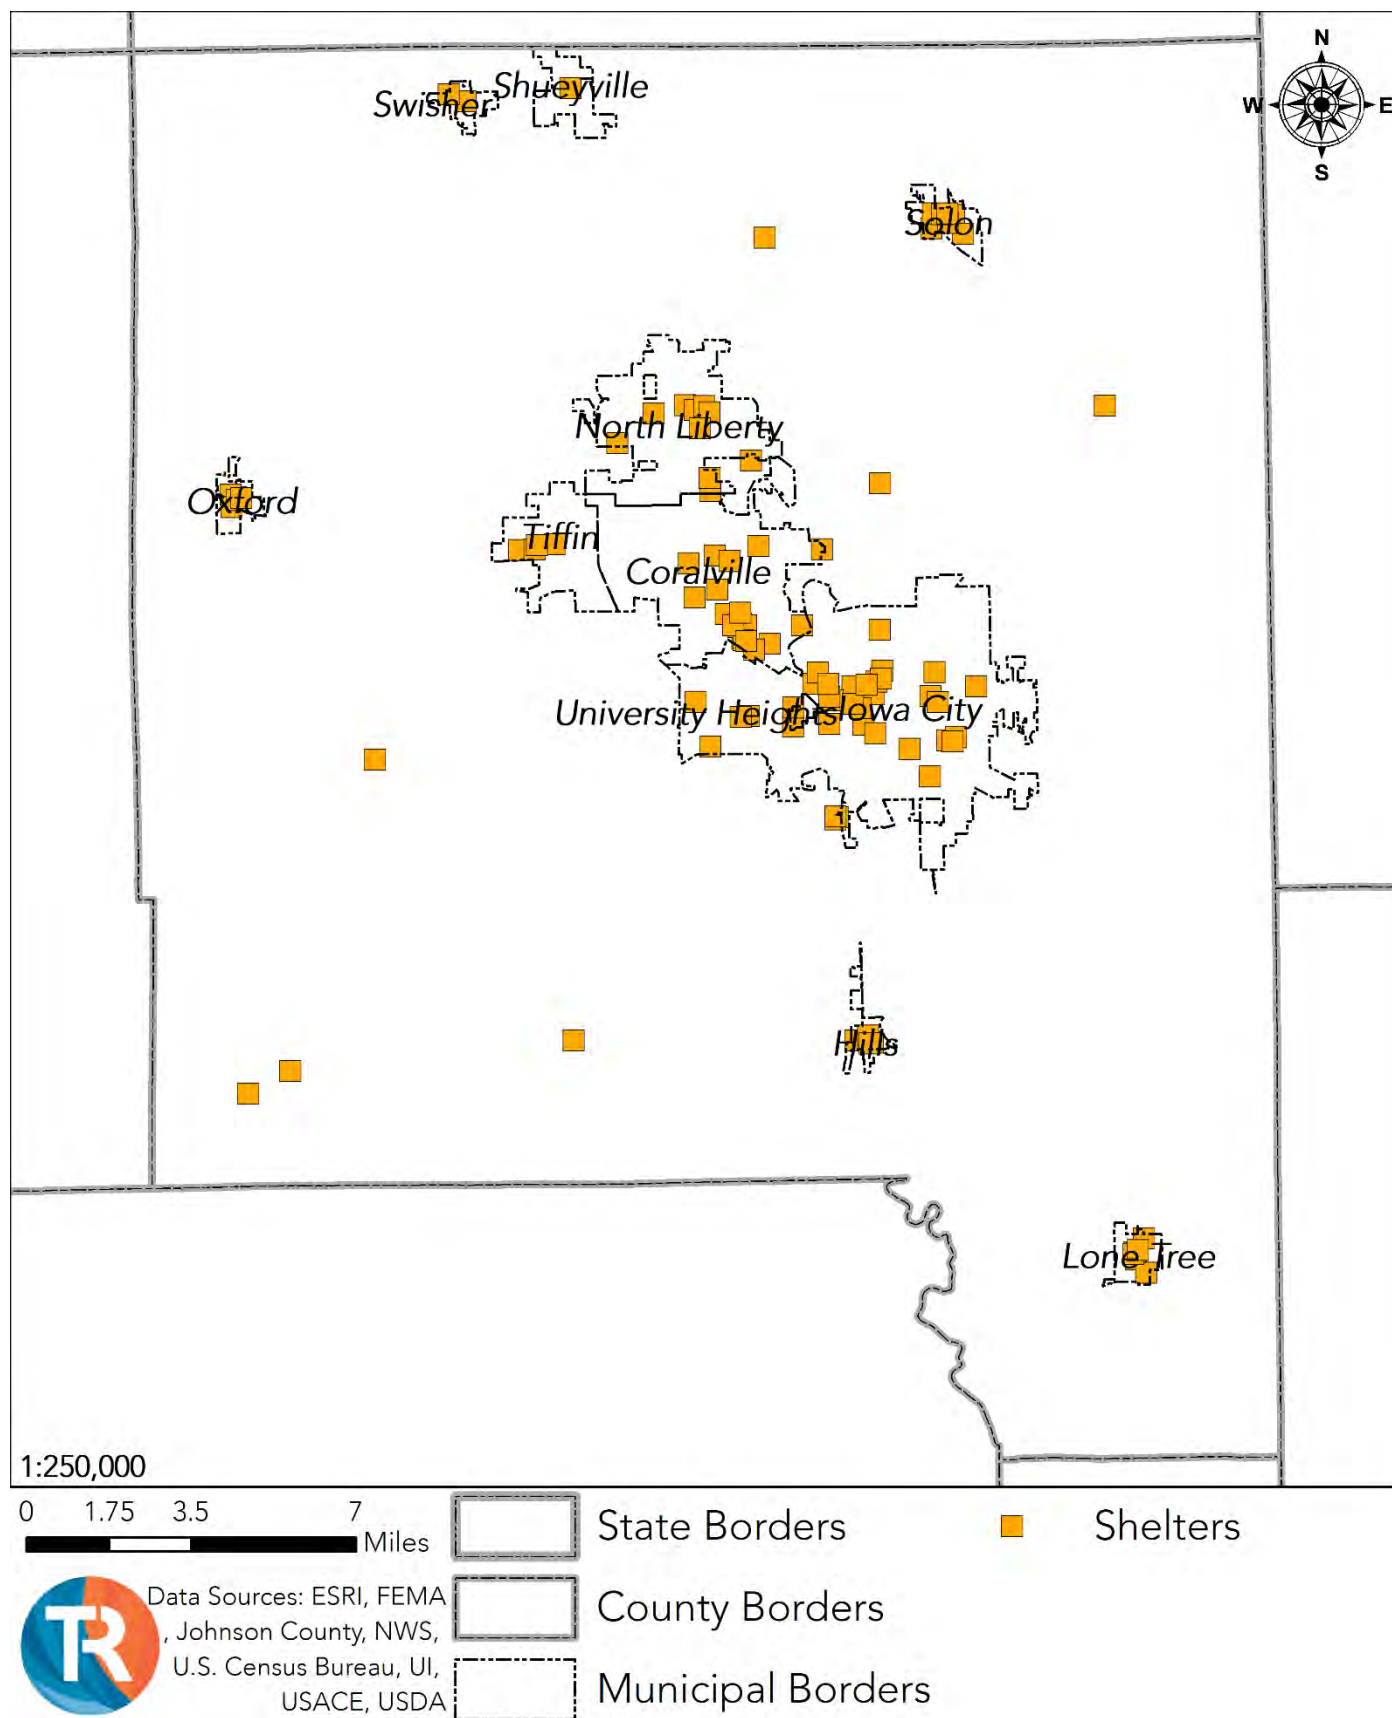 N
W
E
S
Shueyville
Swisher
Solon
North Liberty
Oxford
Tiffin
Coralville
University Heights
Iowa City
Hills
Lone Tree
1:250,000
0 1.75 3.5 7
Miles
State Borders
Shelters
County Borders
Municipal Borders
TR
Data Sources: ESRI, FEMA
, Johnson County, NWS,
U.S. Census Bureau, UI,
USACE, USDA